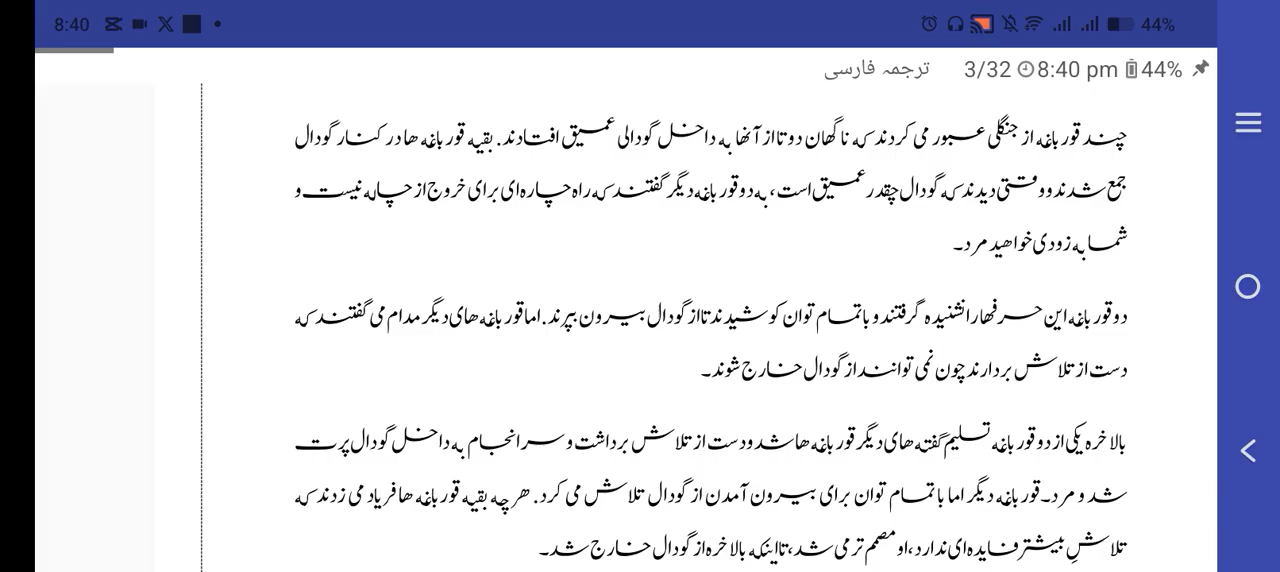 8:40 X 44%
ترجمہ فارسی 3/32 8:40 pm 44%
چند قورباغه از جنگلی عبور می کردند که ناگهان دو تا از آنها به داخل گودالی عمیق افتادند. بقیه قورباغه ها در کنار گودال
جمع شدند و وقتی دیدند که گودال چقدر عمیق است، به دو قورباغه دیگر گفتند که راه چاره ای برای خروج از چاله نیست و
شما به زودی خواهید مرد۔
دو قورباغه این حرفها را نشنیده گرفتند و با تمام توان کوشیدند تا از گودال بیرون بپرند. اما قورباغه های دیگر مدام می گفتند که
دست از تلاش بردارند چون نمی توانند از گودال خارج شوند۔
بالاخره یکی از دو قورباغه تسلیم گفته های دیگر قورباغه ها شد و دست از تلاش برداشت و سرانجام به داخل گودال پرت
شد و مرد۔ قورباغه دیگر اما با تمام توان برای بیرون آمدن از گودال تلاش می کرد. هر چه بقیه قورباغه ها فریاد می زدند که
تلاشِ بیشتر فایده ای ندارد، او مصمم تر می شد، تا اینکه بالاخره از گودال خارج شد۔